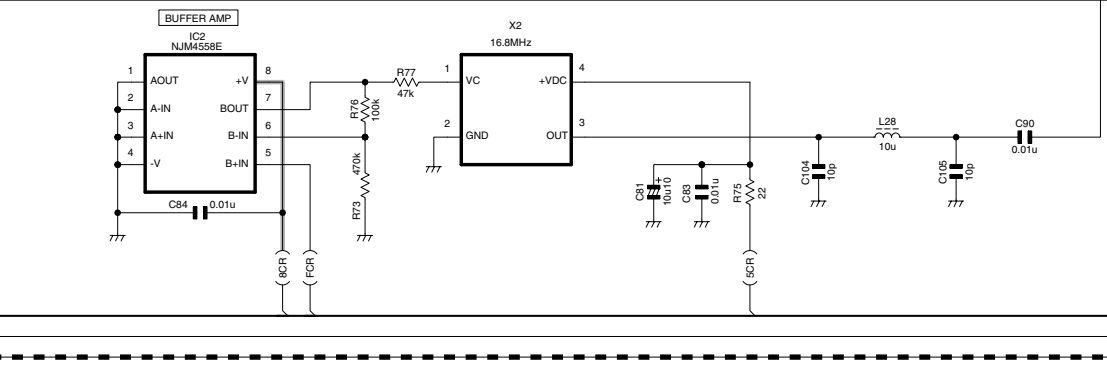 BUFFER AMP
IC2
NJM4558E
1
AOUT
2
A-IN
3
A+IN
4
-V
+V
8
BOUT
7
B-IN
6
B+IN
5
C84
0.01u
8CR
FCR
R76
100k
470k
R73
R77
47k
X2
16.8MHz
1
VC
2
GND
+VDC
4
OUT
3
C81
+
10u10
C83
0.01u
R75
22
5CR
C104
10p
L28
10u
C105
10p
C90
0.01u